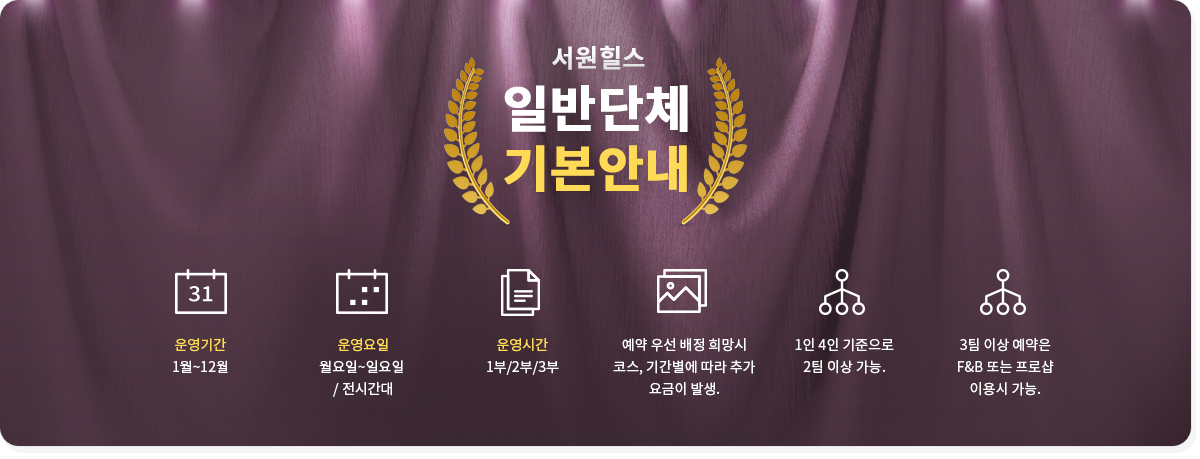 서원힐스
일반단체
기본안내
31
운영기간
1월~12월
운영요일
월요일~일요일
/ 전시간대
운영시간
1부/2부/3부
예약 우선 배정 희망시
코스, 기간별에 따라 추가
요금이 발생.
1인 4인 기준으로
2팀 이상 가능.
3팀 이상 예약은
F&B 또는 프로샵
이용시 가능.